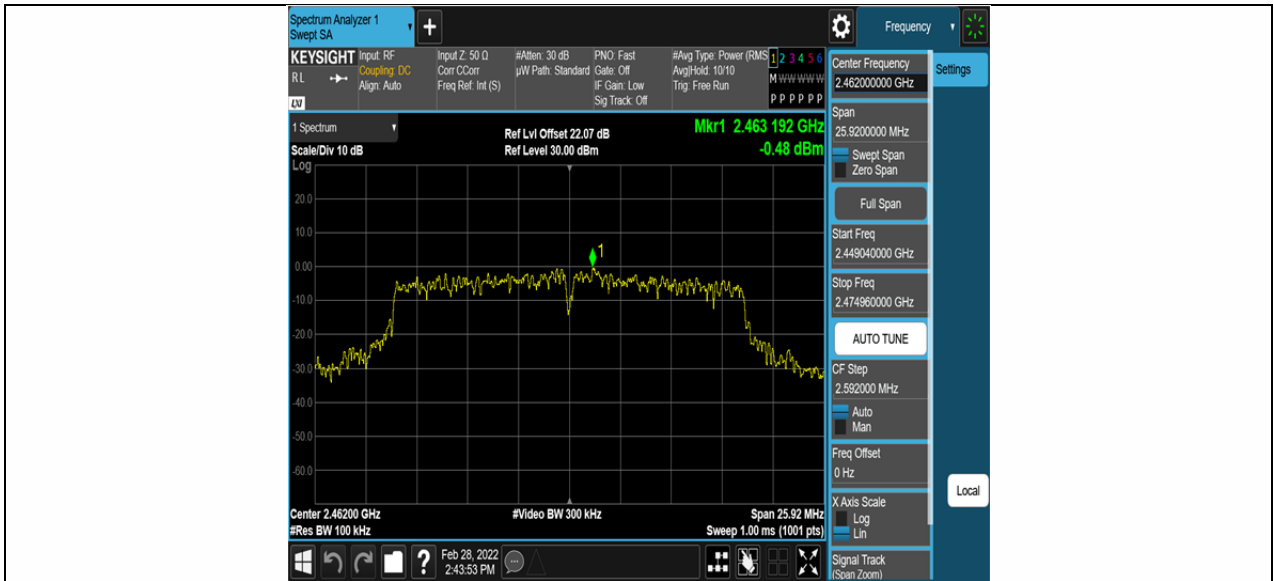 Spectrum Analyzer 1
Swept SA
Frequency
KEYSIGHT
Input: RF
Coupling: DC
Align: Auto
Input Z: 50 Ω
Corr CCorr
Freq Ref: Int (S)
#Atten: 30 dB
µW Path: Standard
PNO: Fast
Gate: Off
IF Gain: Low
Sig Track: Off
#Avg Type: Power (RMS
Avg|Hold: 10/10
Trig: Free Run
1 2 3 4 5 6
M W W W W W
P P P P P P
R L
LXI
1 Spectrum
Scale/Div 10 dB
Ref Lvl Offset 22.07 dB
Ref Level 30.00 dBm
Mkr1 2.463 192 GHz
-0.48 dBm
Log
20.0
10.0
0.00
-10.0
-20.0
-30.0
-40.0
-50.0
-60.0
1
Center 2.46200 GHz
#Res BW 100 kHz
#Video BW 300 kHz
Span 25.92 MHz
Sweep 1.00 ms (1001 pts)
Feb 28, 2022
2:43:53 PM
Center Frequency
2.462000000 GHz
Span
25.9200000 MHz
Swept Span
Zero Span
Full Span
Start Freq
2.449040000 GHz
Stop Freq
2.474960000 GHz
AUTO TUNE
CF Step
2.592000 MHz
Auto
Man
Freq Offset
0 Hz
X Axis Scale
Log
Lin
Signal Track
(Span Zoom)
Settings
Local